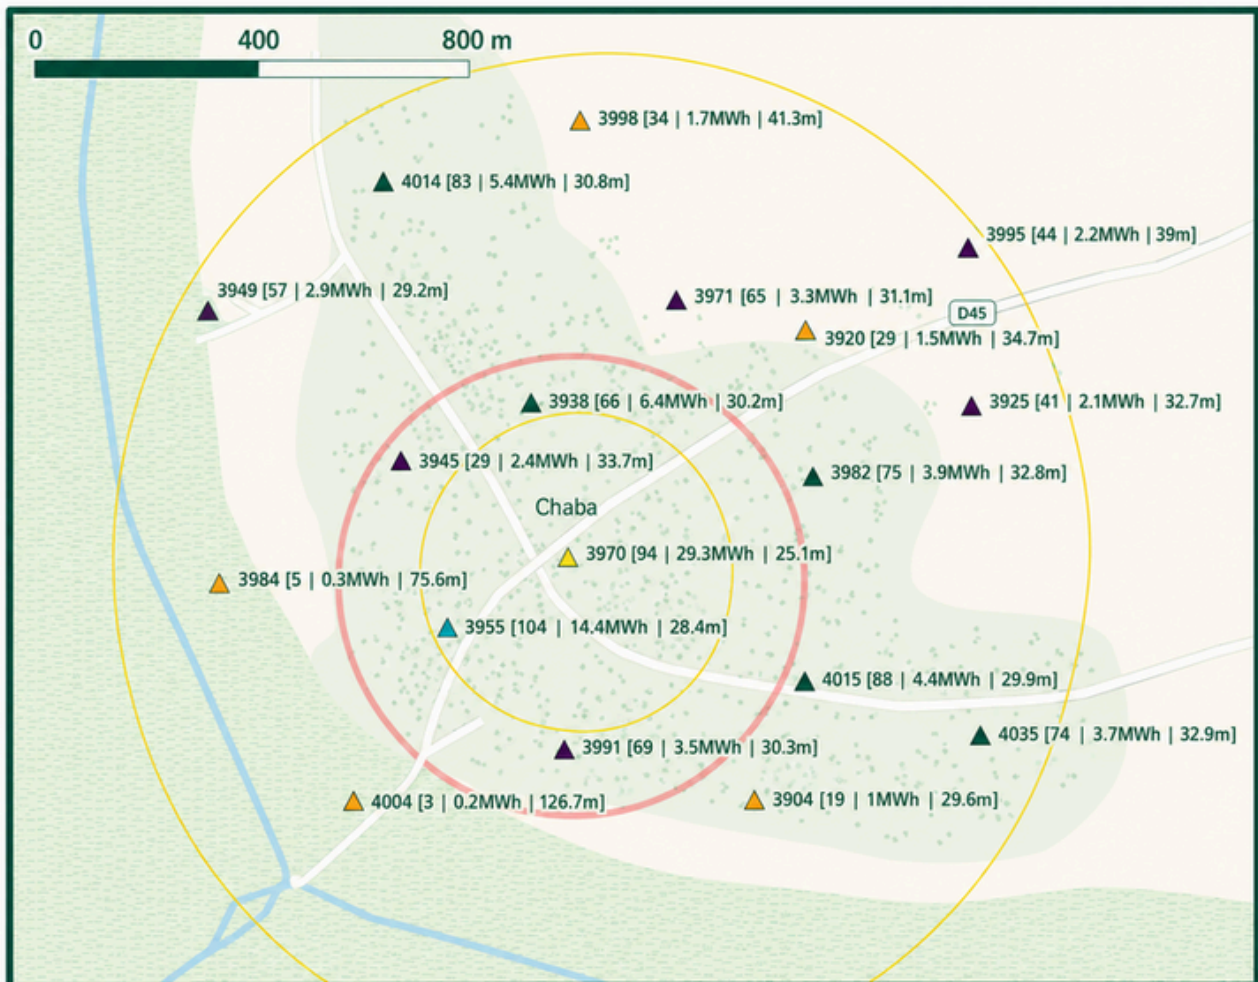 0 400 800 m
3998 [34 | 1.7MWh | 41.3m]
4014 [83 | 5.4MWh | 30.8m]
3995 [44 | 2.2MWh | 39m]
3949 [57 | 2.9MWh | 29.2m]
3971 [65 | 3.3MWh | 31.1m]
D45
3920 [29 | 1.5MWh | 34.7m]
3938 [66 | 6.4MWh | 30.2m]
3925 [41 | 2.1MWh | 32.7m]
3945 [29 | 2.4MWh | 33.7m]
3982 [75 | 3.9MWh | 32.8m]
Chaba
3970 [94 | 29.3MWh | 25.1m]
3984 [5 | 0.3MWh | 75.6m]
3955 [104 | 14.4MWh | 28.4m]
4015 [88 | 4.4MWh | 29.9m]
4035 [74 | 3.7MWh | 32.9m]
3991 [69 | 3.5MWh | 30.3m]
4004 [3 | 0.2MWh | 126.7m]
3904 [19 | 1MWh | 29.6m]